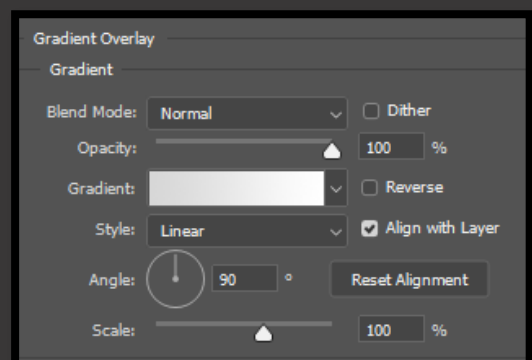 Gradient Overlay
Gradient
Blend Mode: Normal Dither
Opacity: 100 %
Gradient: Reverse
Style: Linear Align with Layer
Angle: 90 ° Reset Alignment
Scale: 100 %